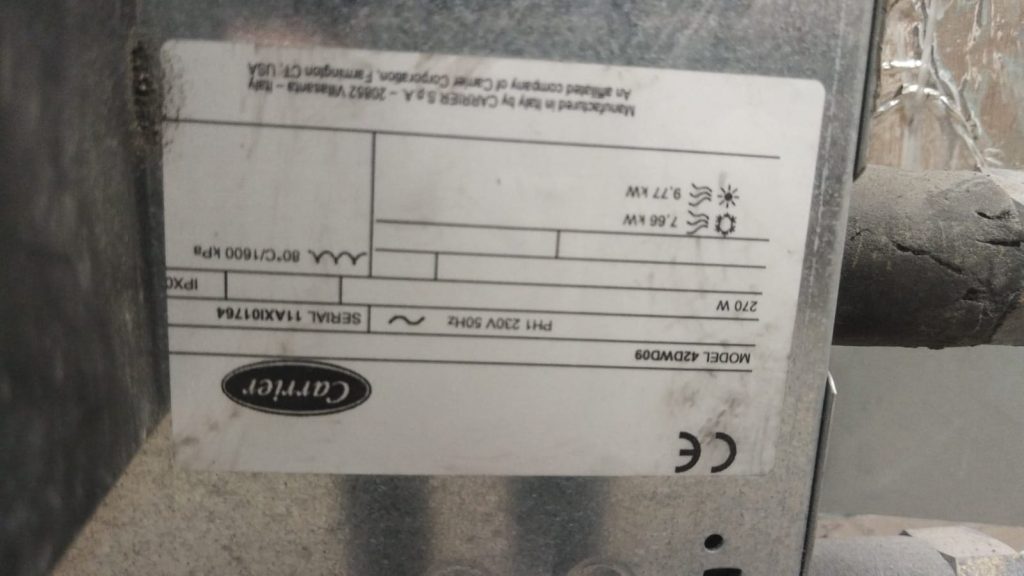 CE
Carrier
MODEL 42DWD09
PH1 230V 50Hz ~ SERIAL 11AXI01764
270 W IPX0
80°C/1600 kPa
7,66 kW
9,77 kW
Manufactured in Italy by CARRIER S.p.A. – 20852 Villasanta – Italy
An affiliated company of Carrier Corporation, Farmington CT, USA